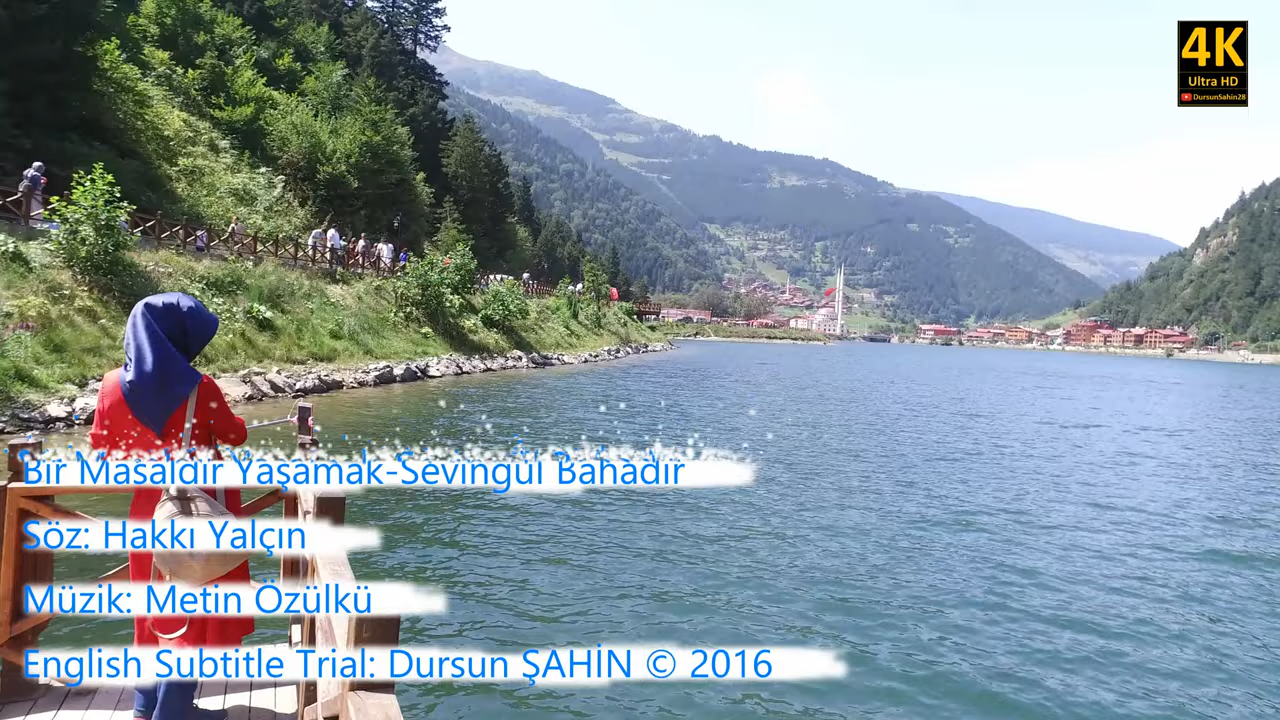 4K
Ultra HD
DursunSahin28
Bir Masaldır Yaşamak-Sevingül Bahadır
Söz: Hakkı Yalçın
Müzik: Metin Özülkü
English Subtitle Trial: Dursun ŞAHİN © 2016